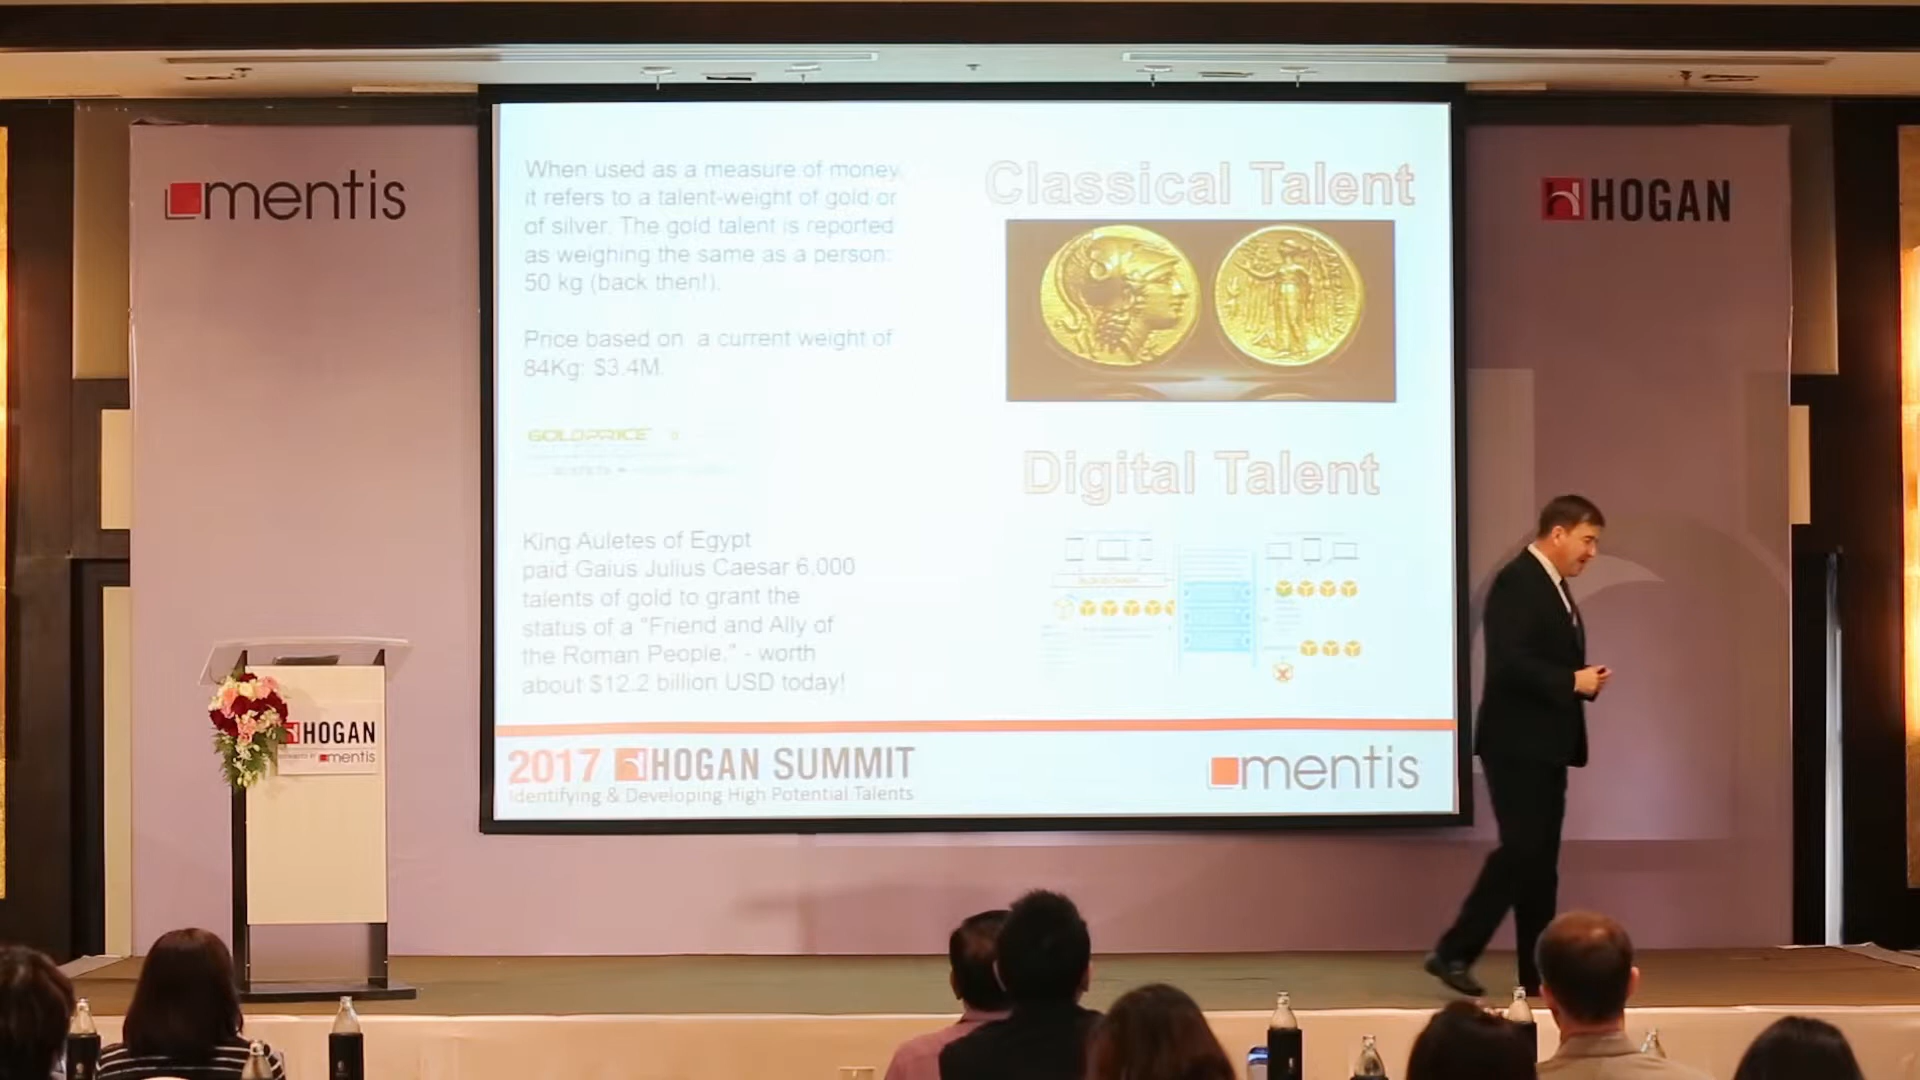 mentis
HOGAN
When used as a measure of money,
it refers to a talent-weight of gold or
of silver. The gold talent is reported
as weighing the same as a person:
50 kg (back then!).
Price based on a current weight of
84Kg: $3.4M
GOLDPRICE
King Auletes of Egypt
paid Gaius Julius Caesar 6,000
talents of gold to grant the
status of a "Friend and Ally of
the Roman People," - worth
about $12.2 billion USD today!
Classical Talent
Digital Talent
2017 HOGAN SUMMIT
Identifying & Developing High Potential Talents
mentis
HOGAN
mentis